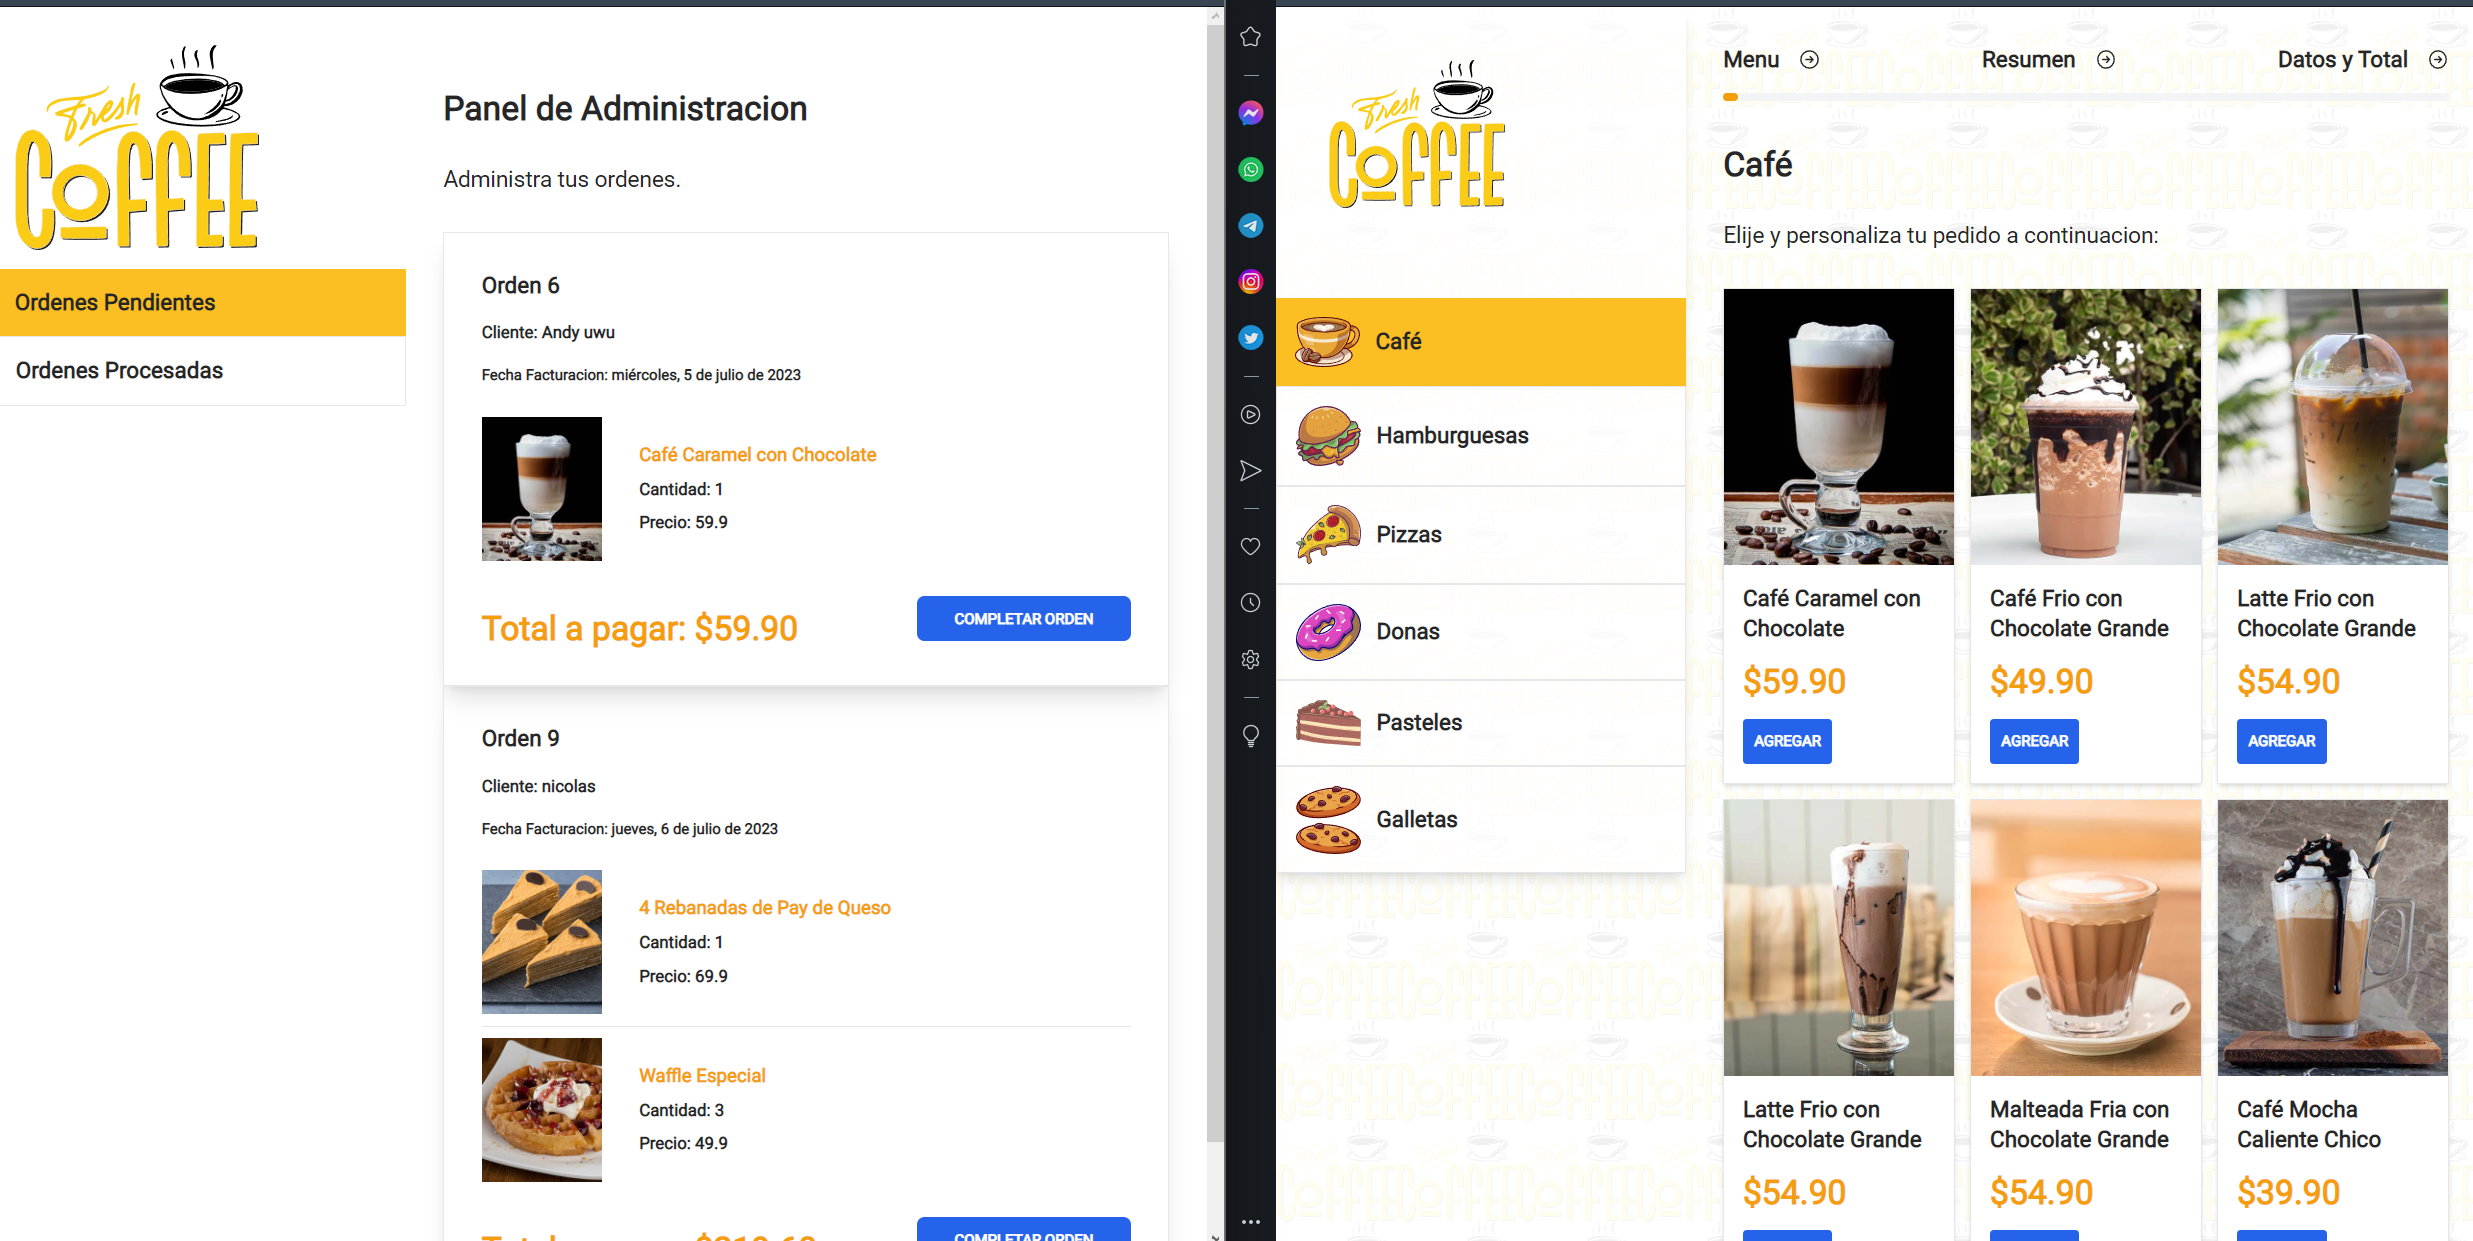 Fresh
COFFEE
Ordenes Pendientes
Ordenes Procesadas
Panel de Administracion
Administra tus ordenes.
Orden 6
Cliente: Andy uwu
Fecha Facturacion: miércoles, 5 de julio de 2023
Café Caramel con Chocolate
Cantidad: 1
Precio: 59.9
Total a pagar: $59.90
COMPLETAR ORDEN
Orden 9
Cliente: nicolas
Fecha Facturacion: jueves, 6 de julio de 2023
4 Rebanadas de Pay de Queso
Cantidad: 1
Precio: 69.9
Waffle Especial
Cantidad: 3
Precio: 49.9
COMPLETAR ORDEN
Fresh
COFFEE
Café
Hamburguesas
Pizzas
Donas
Pasteles
Galletas
Menu
Resumen
Datos y Total
Café
Elije y personaliza tu pedido a continuacion:
Café Caramel con
Chocolate
$59.90
AGREGAR
Café Frio con
Chocolate Grande
$49.90
AGREGAR
Latte Frio con
Chocolate Grande
$54.90
AGREGAR
Latte Frio con
Chocolate Grande
$54.90
Malteada Fria con
Chocolate Grande
$54.90
Café Mocha
Caliente Chico
$39.90